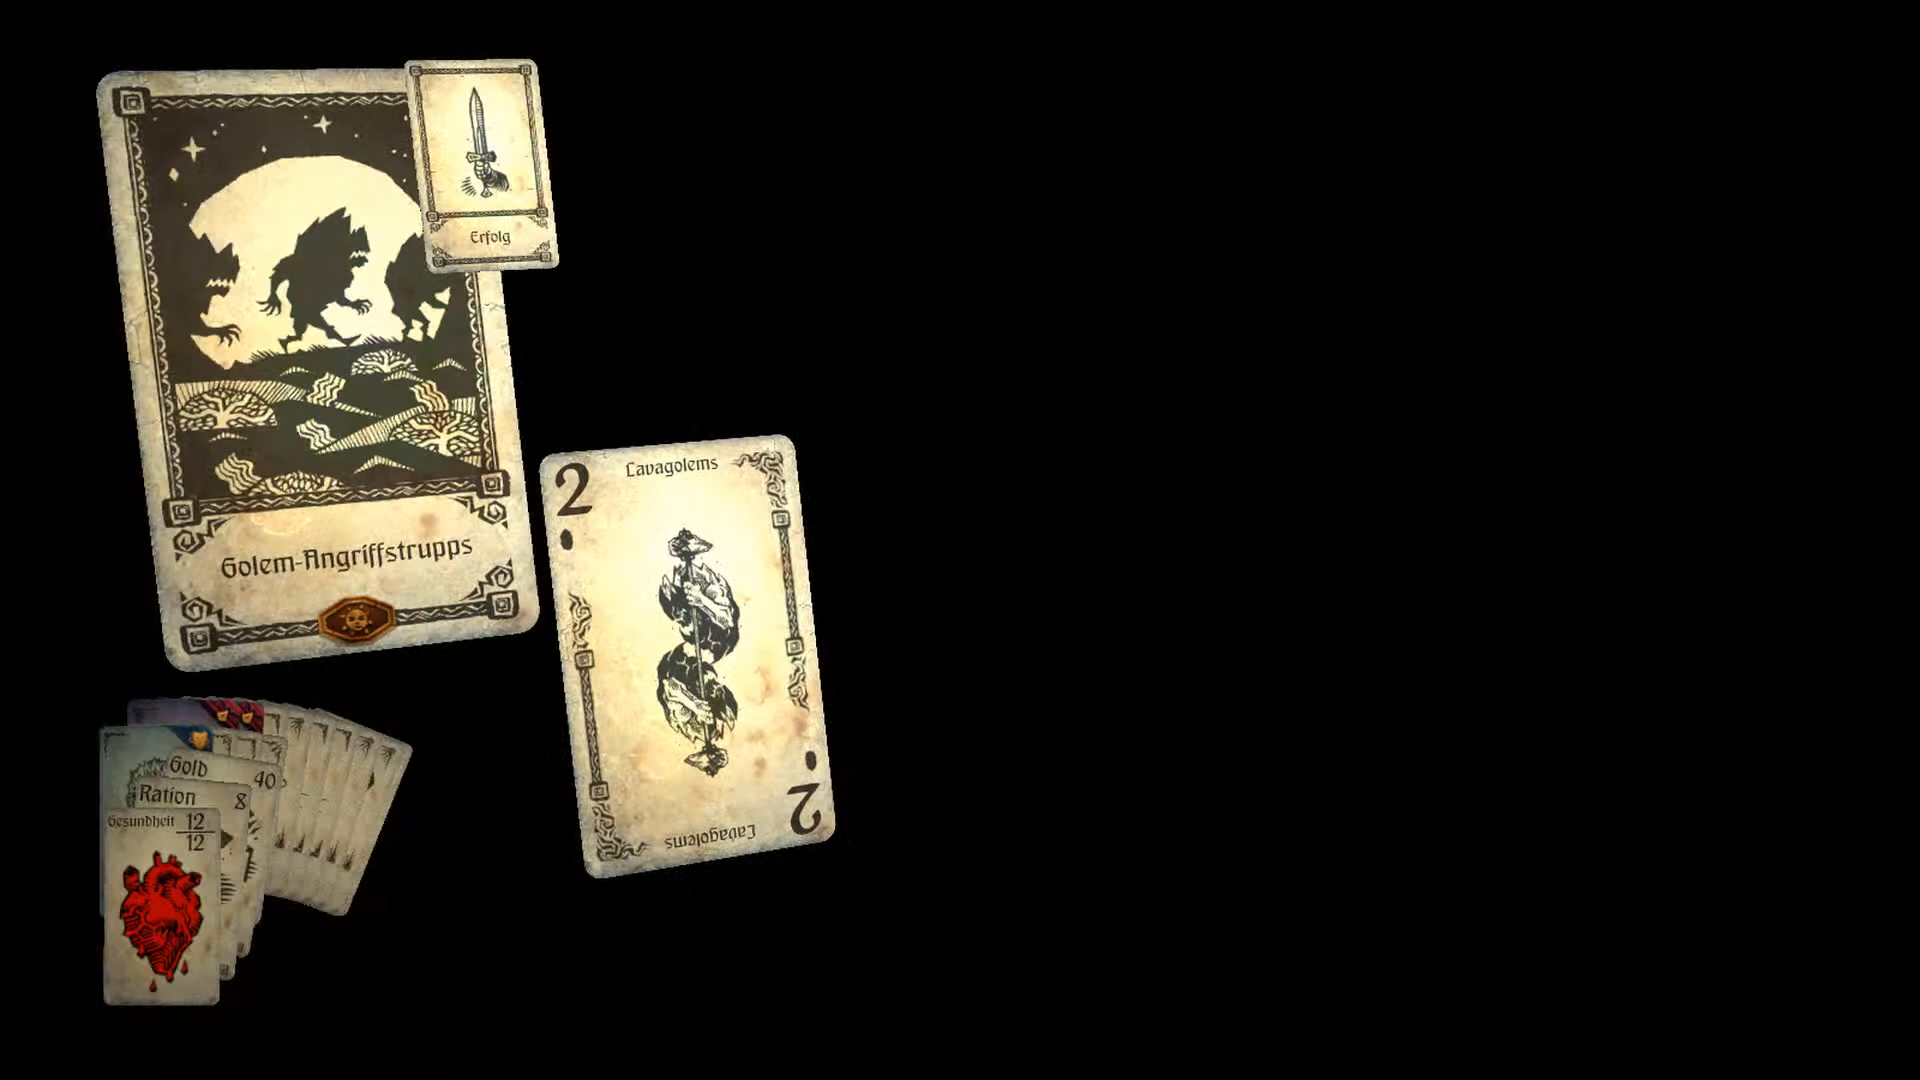 Erfolg
Golem-Angriffstrupps
2
Lavagolems
Lavagolems
2
Gold 40
Ration 8
Gesundheit 12
12